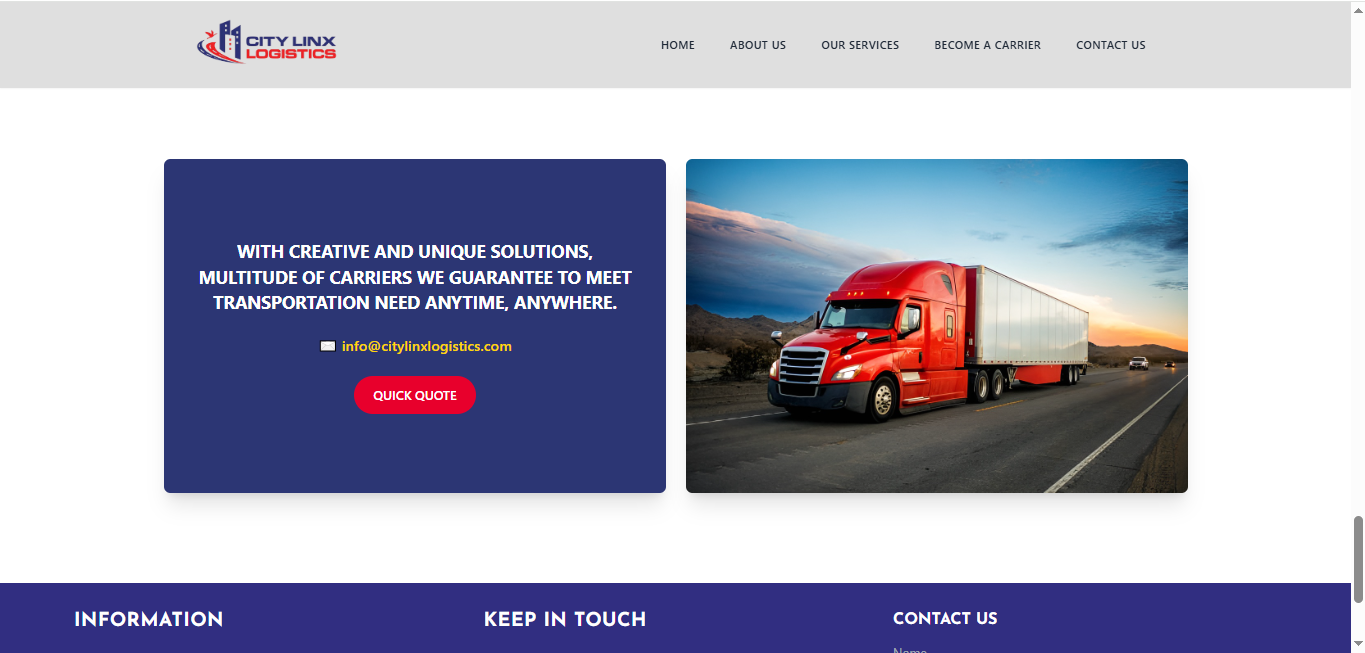 CITY LINX
LOGISTICS
HOME ABOUT US OUR SERVICES BECOME A CARRIER CONTACT US
WITH CREATIVE AND UNIQUE SOLUTIONS,
MULTITUDE OF CARRIERS WE GUARANTEE TO MEET
TRANSPORTATION NEED ANYTIME, ANYWHERE.
info@citylinxlogistics.com
QUICK QUOTE
INFORMATION KEEP IN TOUCH CONTACT US
Name